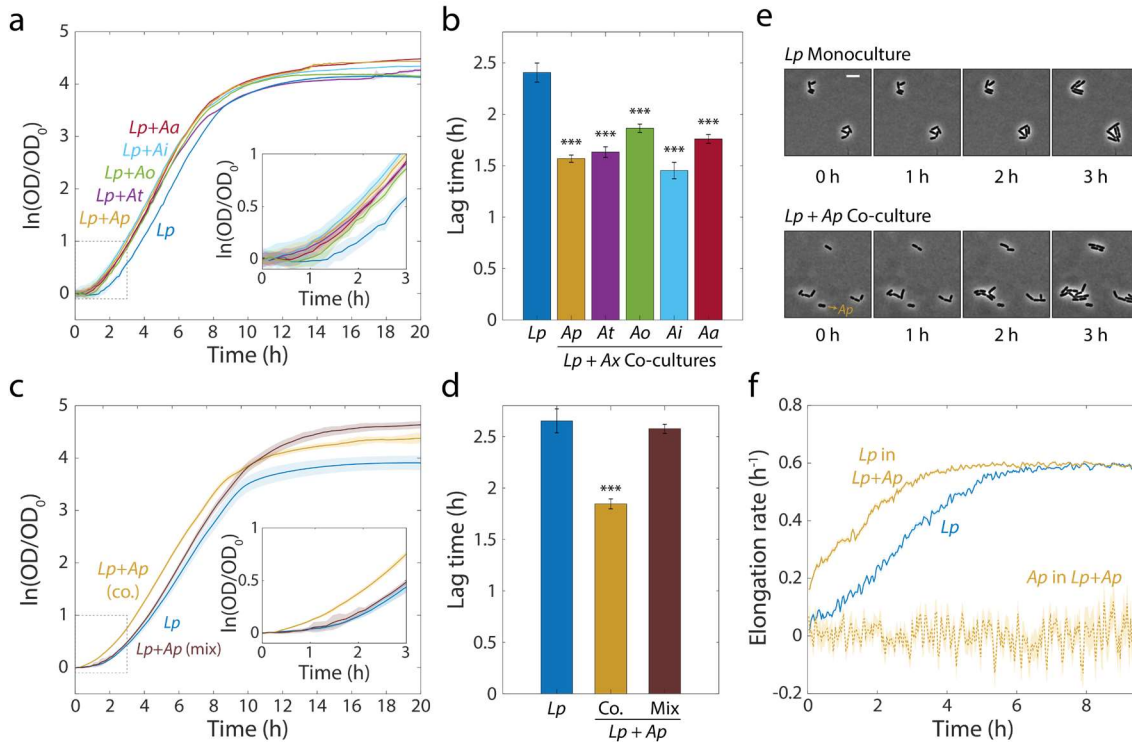 a
5
4
3
2
1
0
ln(OD/OD0)
Lp+Aa
Lp+Ai
Lp+Ao
Lp+At
Lp+Ap
Lp
1
0.5
0
ln(OD/OD0)
0 1 2 3
Time (h)
0 2 4 6 8 10 12 14 16 18 20
Time (h)
b
2.5
2
1.5
2.5
0
Lag time (h)
*** *** *** *** ***
Lp Ap At Ao Ai Aa
Lp + Ax Co-cultures
e
Lp Monoculture
0 h 1 h 2 h 3 h
Lp + Ap Co-culture
Ap
0 h 1 h 2 h 3 h
c
5
4
3
2
1
0
ln(OD/OD0)
Lp+Ap
(co.)
Lp
Lp+Ap (mix)
1
0.5
0
ln(OD/OD0)
0 1 2 3
Time (h)
0 2 4 6 8 10 12 14 16 18 20
Time (h)
d
2.5
2
1.5
2.5
0
Lag time (h)
***
Lp Co. Mix
Lp + Ap
f
0.8
0.6
0.4
0.2
0
-0.2
Elongation rate (h-1)
Lp in
Lp+Ap
Lp
Ap in Lp+Ap
0 2 4 6 8
Time (h)